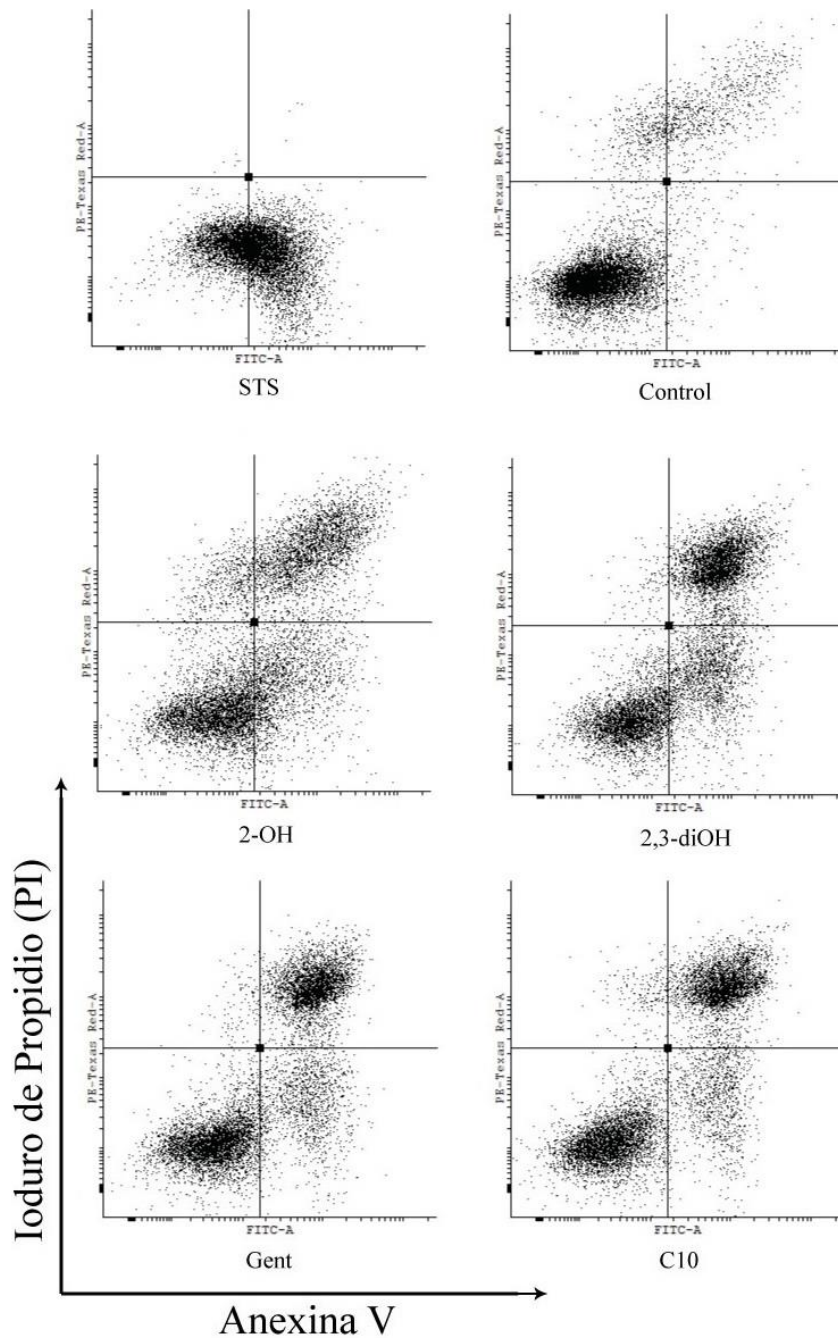 PE-Texas Red-A
FITC-A
STS
PE-Texas Red-A
FITC-A
Control
PE-Texas Red-A
FITC-A
2-OH
PE-Texas Red-A
FITC-A
2,3-diOH
PE-Texas Red-A
FITC-A
Gent
PE-Texas Red-A
FITC-A
C10
Ioduro de Propidio (PI)
Anexina V